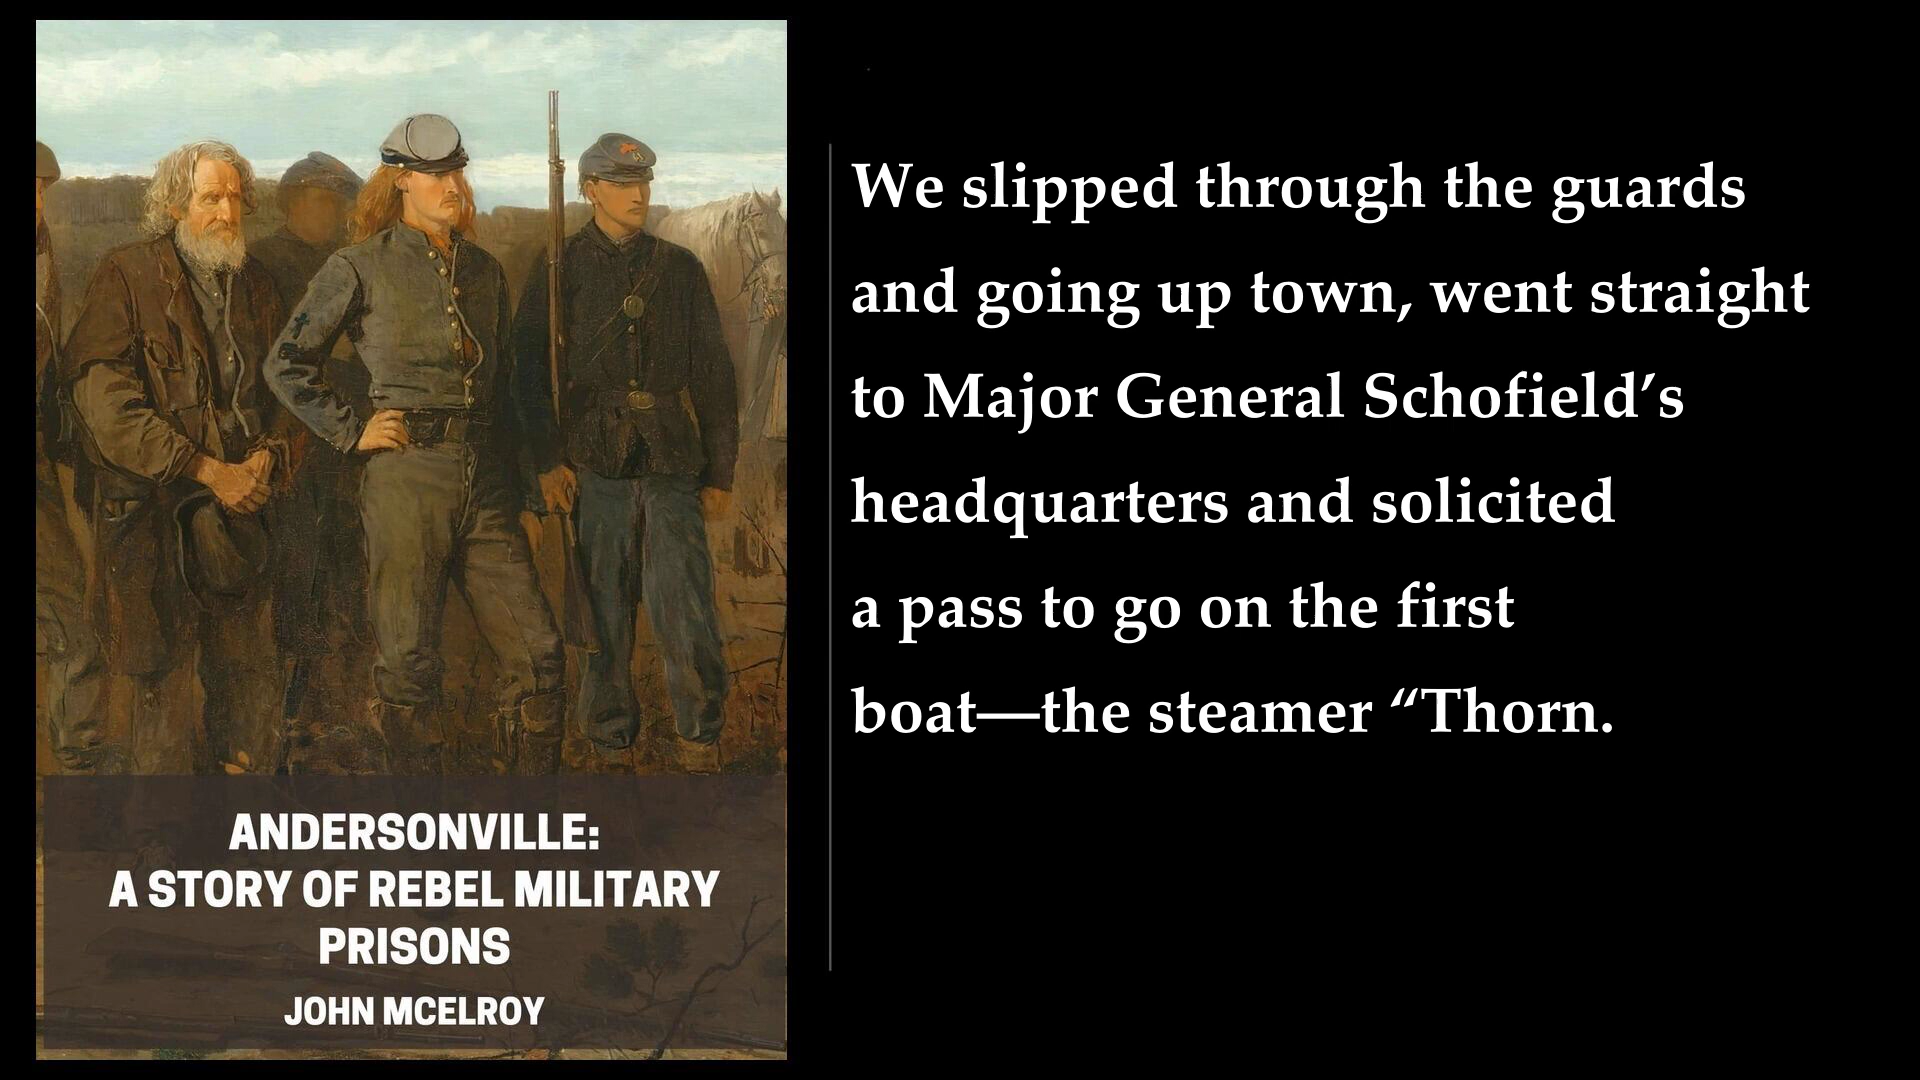 ANDERSONVILLE:
A STORY OF REBEL MILITARY
PRISONS
JOHN MCELROY
We slipped through the guards
and going up town, went straight
to Major General Schofield’s
headquarters and solicited
a pass to go on the first
boat—the steamer “Thorn.